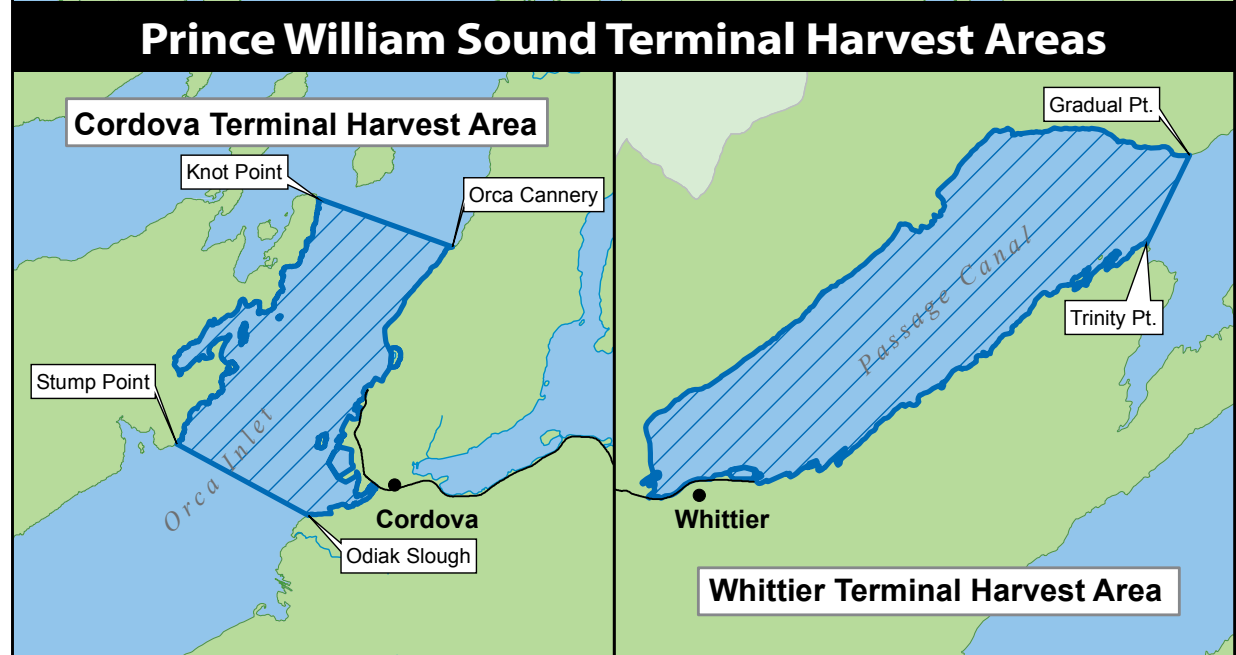 Prince William Sound Terminal Harvest Areas
Cordova Terminal Harvest Area
Knot Point
Orca Cannery
Stump Point
Orca Inlet
Cordova
Odiak Slough
Gradual Pt.
Passage Canal
Trinity Pt.
Whittier
Whittier Terminal Harvest Area